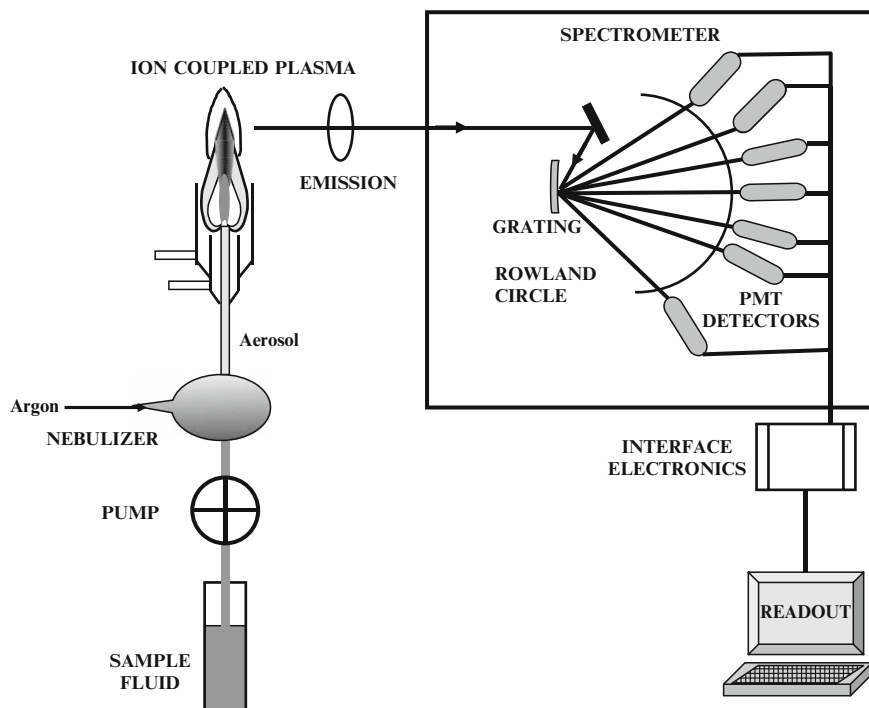 SPECTROMETER
ION COUPLED PLASMA
EMISSION
GRATING
ROWLAND
CIRCLE
PMT
DETECTORS
Aerosol
Argon
NEBULIZER
INTERFACE
ELECTRONICS
PUMP
READOUT
SAMPLE
FLUID